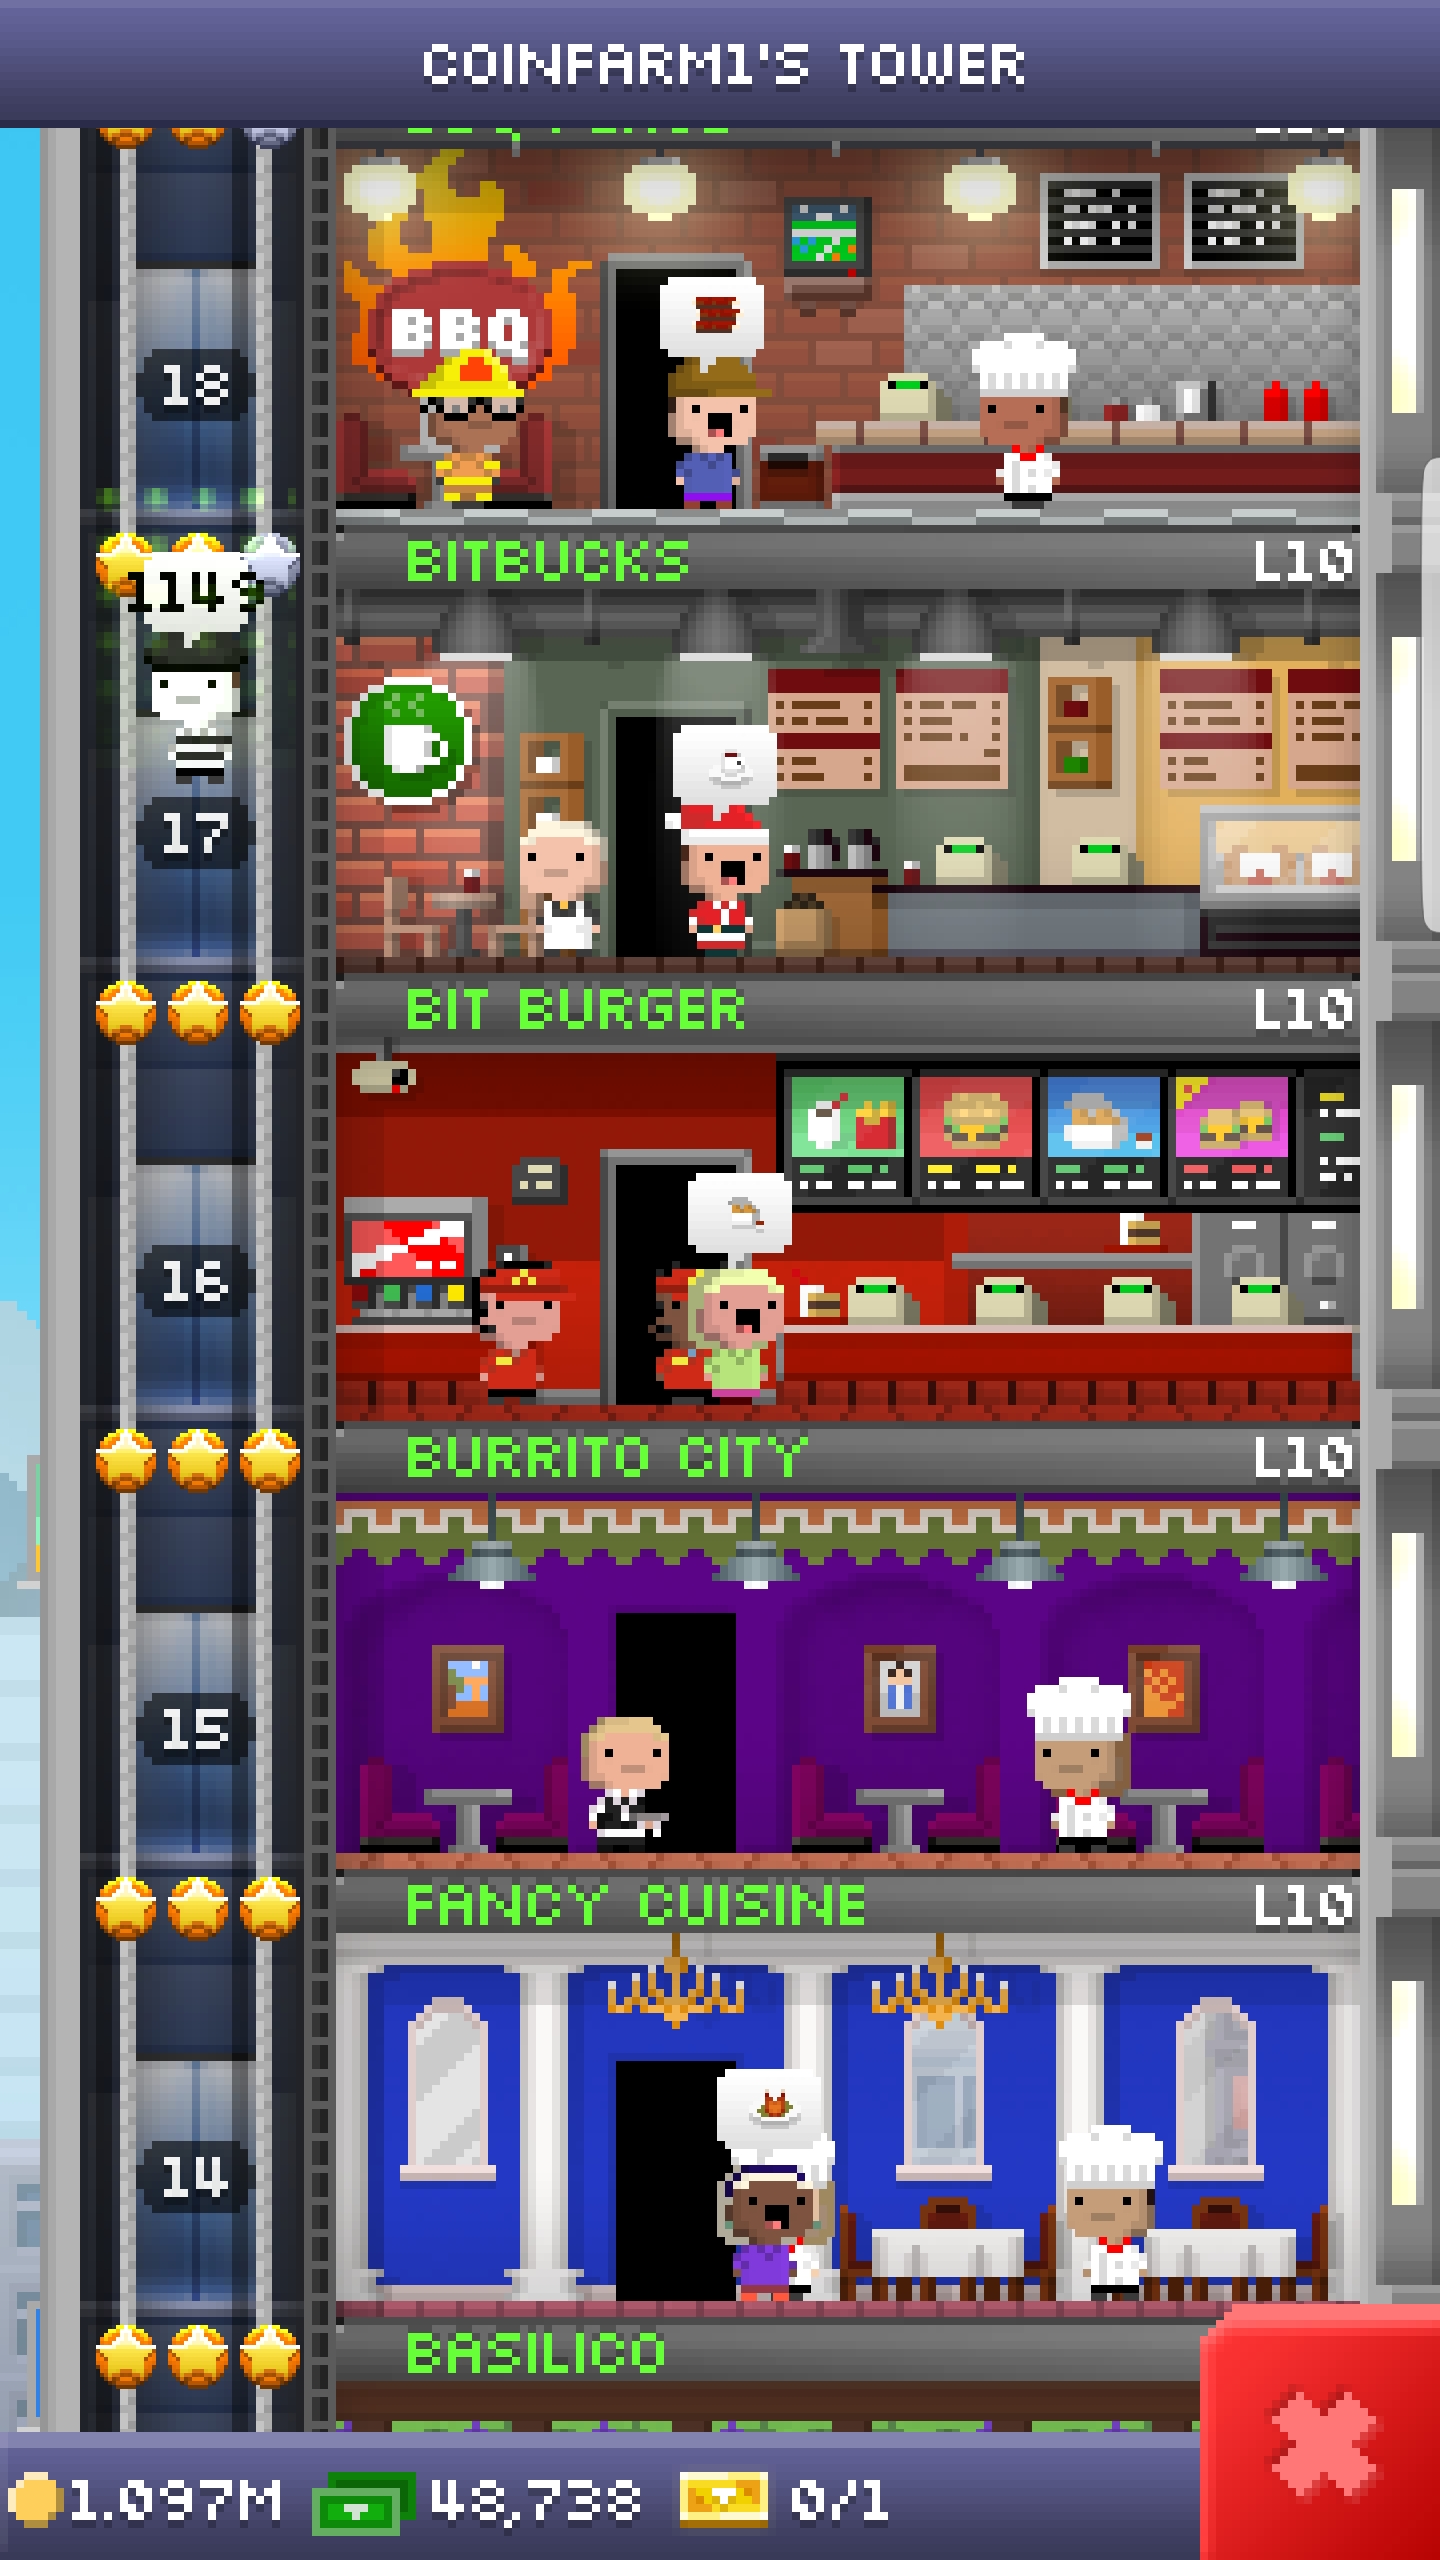 COINFARM1'S TOWER
BBQ
18
BITBUCKS L10
1149
17
BIT BURGER L10
16
BURRITO CITY L10
15
FANCY CUISINE L10
14
BASILICO
1.097M 48,738 0/1